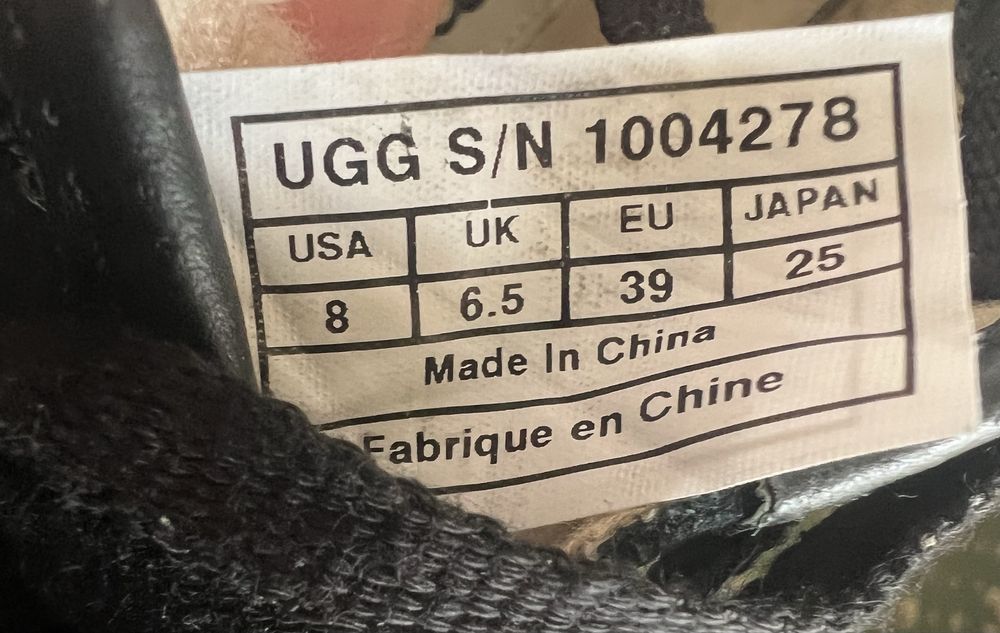 UGG S/N 1004278
USA UK EU JAPAN
8 6.5 39 25
Made In China
Fabrique en Chine